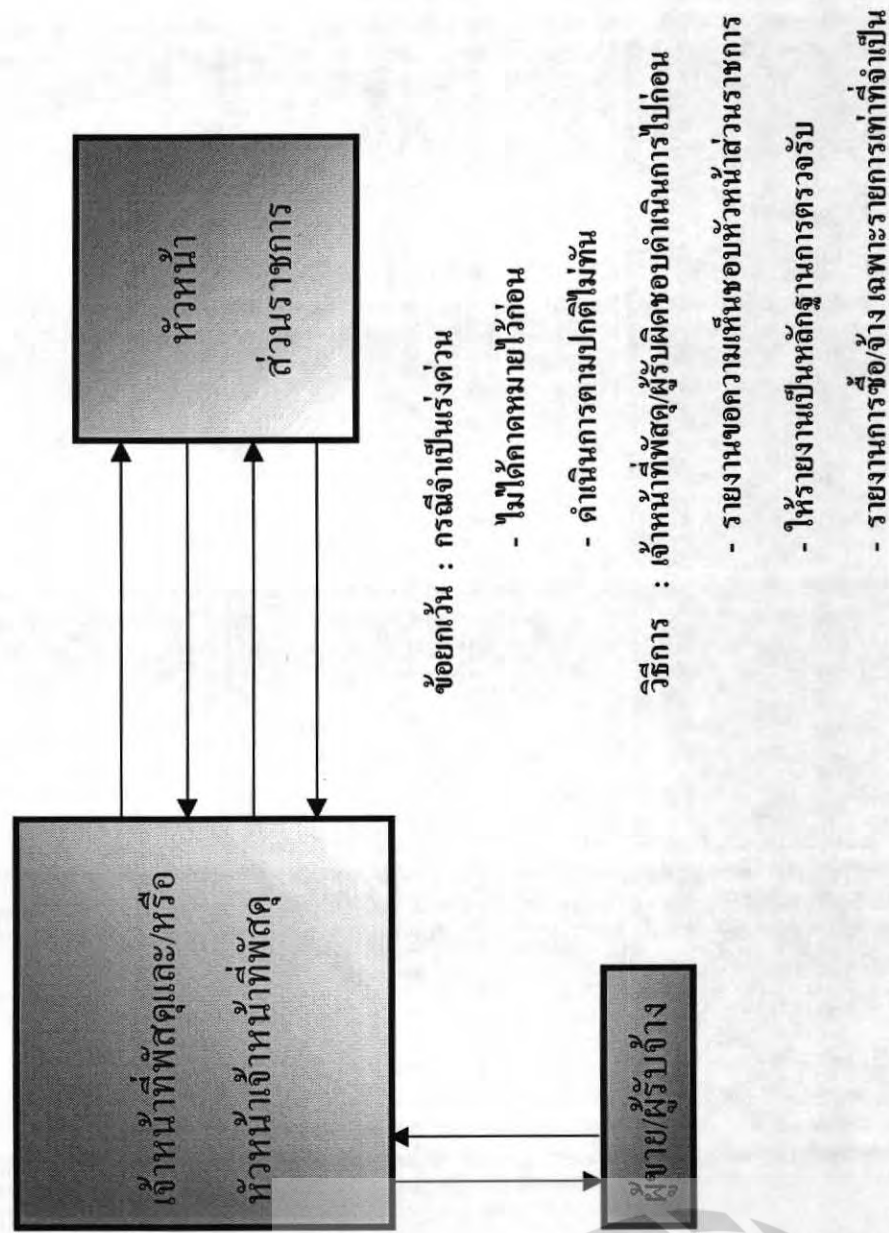 เจ้าหน้าที่พัสดุและ/หรือ
หัวหน้าเจ้าหน้าที่พัสดุ
หัวหน้า
ส่วนราชการ
ผู้ขาย/ผู้รับจ้าง
ข้อยกเว้น : กรณีจำเป็นเร่งด่วน
- ไม่ได้คาดหมายไว้ก่อน
- ดำเนินการตามปกติไม่ทัน
วิธีการ : เจ้าหน้าที่พัสดุ/ผู้รับผิดชอบดำเนินการไปก่อน
- รายงานขอความเห็นชอบหัวหน้าส่วนราชการ
- ให้รายงานเป็นหลักฐานการตรวจรับ
- รายงานการซื้อ/จ้าง เฉพาะรายการเท่าที่จำเป็น